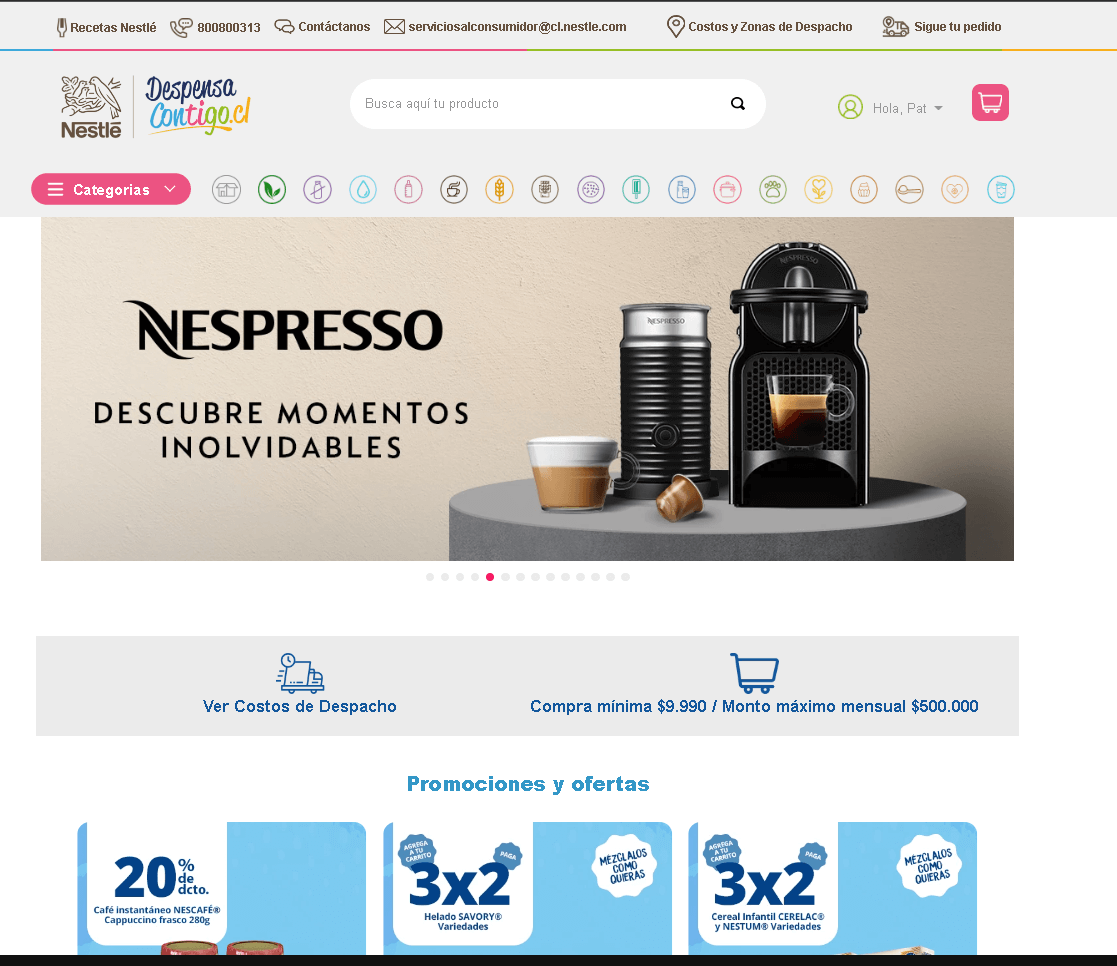 Recetas Nestlé 800800313 Contáctanos serviciosalconsumidor@cl.nestle.com Costos y Zonas de Despacho Sigue tu pedido
Nestlé
Despensa
Contigo.cl
Busca aquí tu producto
Hola, Pat
Categorias
NESPRESSO
NESPRESSO
NESPRESSO
DESCUBRE MOMENTOS
INOLVIDABLES
Ver Costos de Despacho
Compra mínima $9.990 / Monto máximo mensual $500.000
Promociones y ofertas
20% de dcto.
Café instantáneo NESCAFÉ®
Cappuccino frasco 280g
AGREGA
A TU
CARRITO
PAGA
3x2
Helado SAVORY®
Variedades
MÉZCLALOS
COMO
QUIERAS
AGREGA
A TU
CARRITO
PAGA
3x2
Cereal Infantil CERELAC®
y NESTUM® Variedades
MÉZCLALOS
COMO
QUIERAS